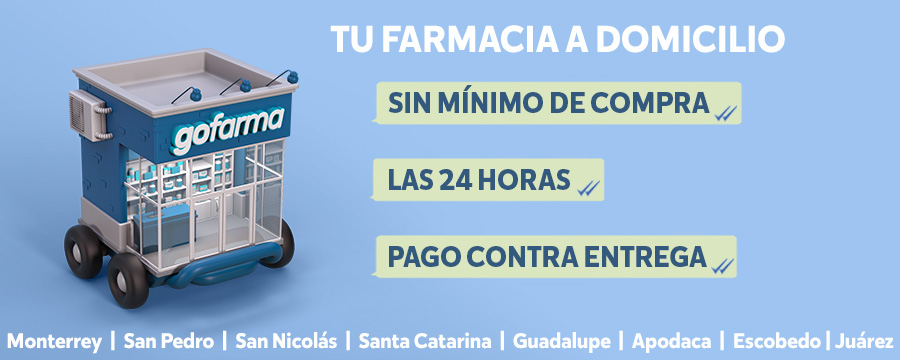 TU FARMACIA A DOMICILIO
gofarma
SIN MÍNIMO DE COMPRA
LAS 24 HORAS
PAGO CONTRA ENTREGA
Monterrey | San Pedro | San Nicolás | Santa Catarina | Guadalupe | Apodaca | Escobedo | Juárez